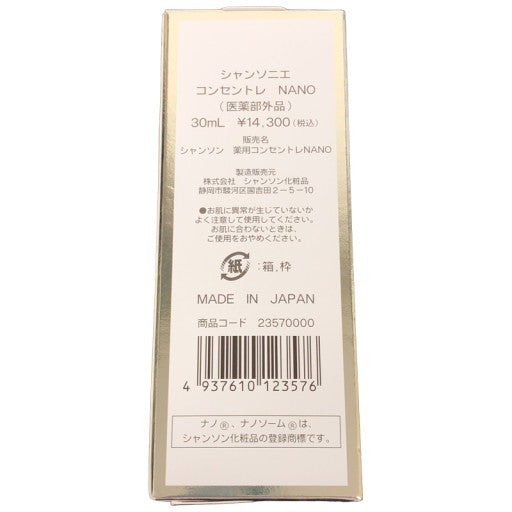 シャンソニエ
コンセントレ NANO
(医薬部外品)
30mL ¥14,300(税込)
販売名
シャンソン 薬用コンセントレNANO
製造販売元
株式会社 シャンソン化粧品
静岡市駿河区国吉田2-5-10
●お肌に異常が生じていないか
よく注意して使用してください。
お肌に合わないときは、
ご使用をおやめください。
紙:箱,枠
MADE IN JAPAN
商品コード 23570000
4 937610 123576
ナノ®、ナノソーム®は、
シャンソン化粧品の登録商標です。